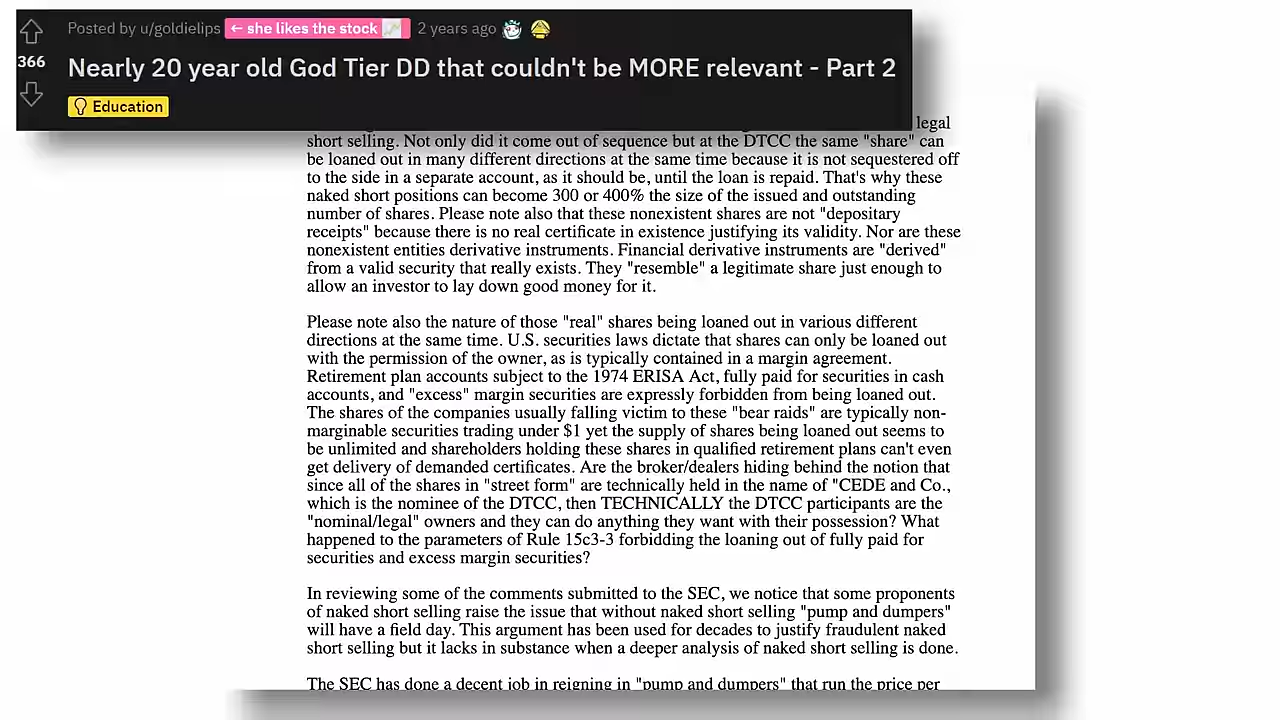 Posted by u/goldielips ← she likes the stock 2 years ago
366
Nearly 20 year old God Tier DD that couldn't be MORE relevant - Part 2
Education
legal
short selling. Not only did it come out of sequence but at the DTCC the same "share" can
be loaned out in many different directions at the same time because it is not sequestered off
to the side in a separate account, as it should be, until the loan is repaid. That's why these
naked short positions can become 300 or 400% the size of the issued and outstanding
number of shares. Please note also that these nonexistent shares are not "depositary
receipts" because there is no real certificate in existence justifying its validity. Nor are these
nonexistent entities derivative instruments. Financial derivative instruments are "derived"
from a valid security that really exists. They "resemble" a legitimate share just enough to
allow an investor to lay down good money for it.
Please note also the nature of those "real" shares being loaned out in various different
directions at the same time. U.S. securities laws dictate that shares can only be loaned out
with the permission of the owner, as is typically contained in a margin agreement.
Retirement plan accounts subject to the 1974 ERISA Act, fully paid for securities in cash
accounts, and "excess" margin securities are expressly forbidden from being loaned out.
The shares of the companies usually falling victim to these "bear raids" are typically non-
marginable securities trading under $1 yet the supply of shares being loaned out seems to
be unlimited and shareholders holding these shares in qualified retirement plans can't even
get delivery of demanded certificates. Are the broker/dealers hiding behind the notion that
since all of the shares in "street form" are technically held in the name of "CEDE and Co.,
which is the nominee of the DTCC, then TECHNICALLY the DTCC participants are the
"nominal/legal" owners and they can do anything they want with their possession? What
happened to the parameters of Rule 15c3-3 forbidding the loaning out of fully paid for
securities and excess margin securities?
In reviewing some of the comments submitted to the SEC, we notice that some proponents
of naked short selling raise the issue that without naked short selling "pump and dumpers"
will have a field day. This argument has been used for decades to justify fraudulent naked
short selling but it lacks in substance when a deeper analysis of naked short selling is done.
The SEC has done a decent job in reigning in "pump and dumpers" that run the price per